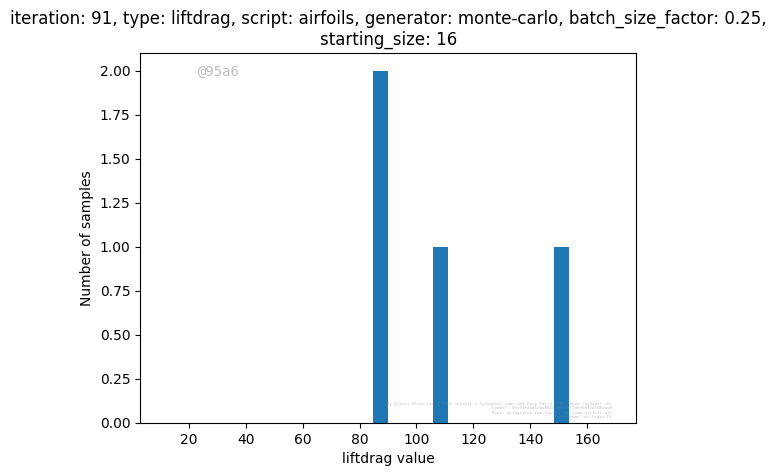 iteration: 91, type: liftdrag, script: airfoils, generator: monte-carlo, batch_size_factor: 0.25,
starting_size: 16
@95a6
2.00
1.75
1.50
1.25
1.00
0.75
0.50
0.25
0.00
Number of samples
20 40 60 80 100 120 140 160
liftdrag value